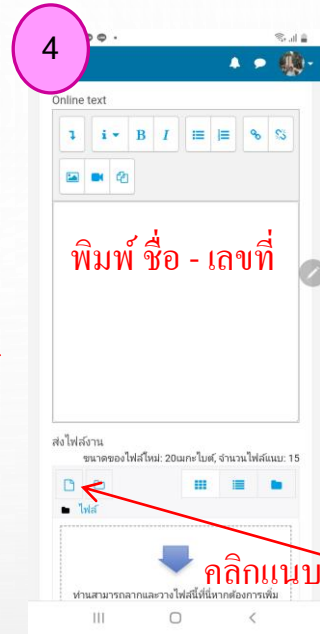 4
Online text
i B I
พิมพ์ ชื่อ - เลขที่
ส่งไฟล์งาน
ขนาดของไฟล์ใหม่: 20เมกะไบต์, จำนวนไฟล์แนบ: 15
ไฟล์
คลิกแนบ
ท่านสามารถลากและวางไฟล์นี้ที่นี่หากต้องการเพิ่ม